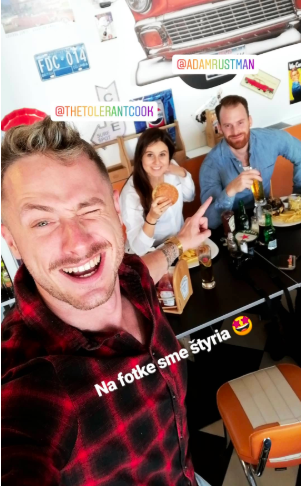 FDC-014
@ADAMRUSTMAN
@THETOLERANTCOOK
Na fotke sme štyria 🤩